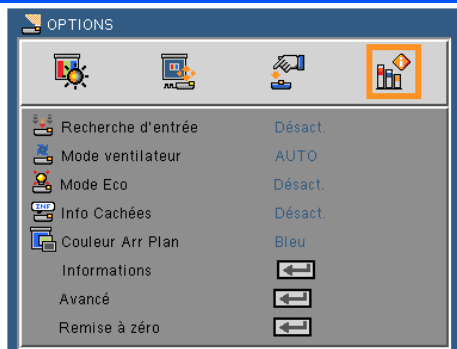 OPTIONS
Recherche d'entrée Désact.
Mode ventilateur AUTO
Mode Eco Désact.
INF Info Cachées Désact.
Couleur Arr Plan Bleu
Informations
Avancé
Remise à zéro